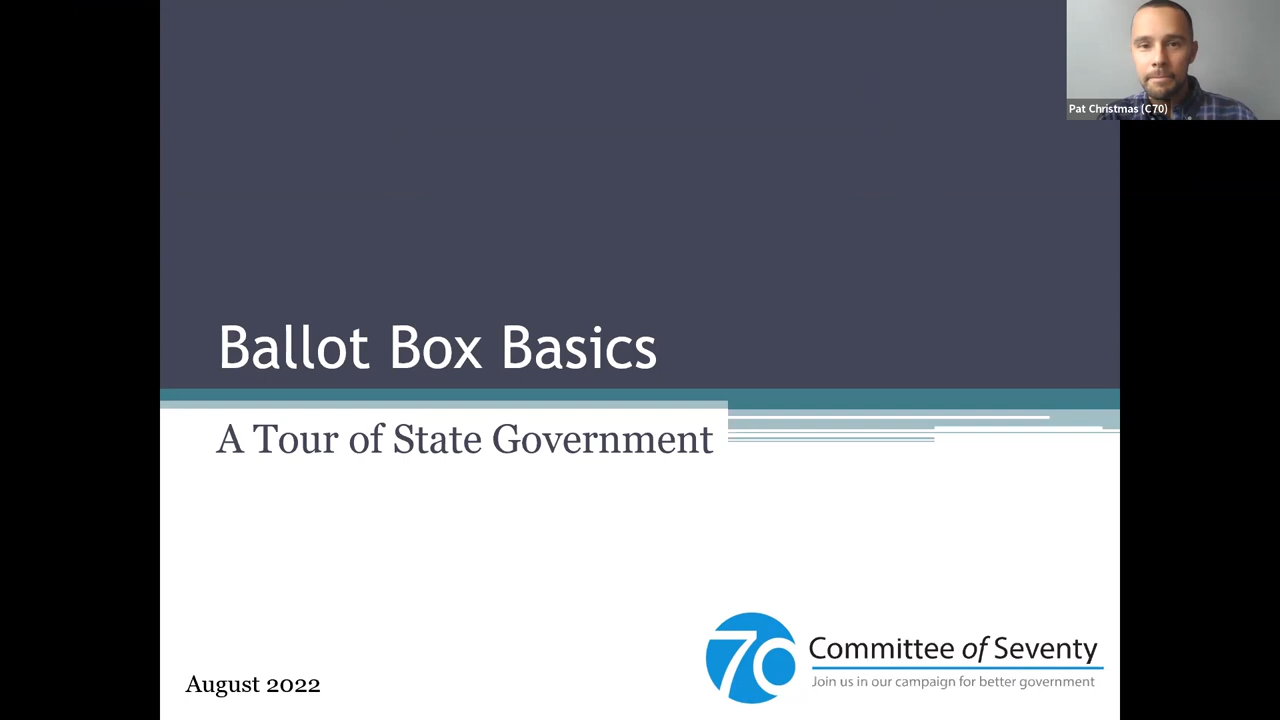 Pat Christmas (C70)
Ballot Box Basics
A Tour of State Government
70
Committee of Seventy
Join us in our campaign for better government
August 2022